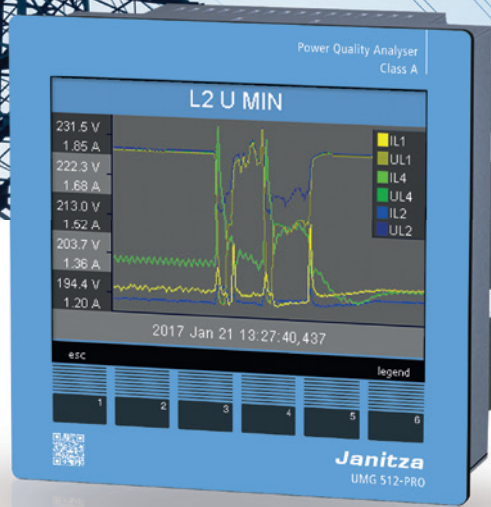 Power Quality Analyser
Class A
L2 U MIN
231.5 V
1.85 A
222.3 V
1.68 A
213.0 V
1.52 A
203.7 V
1.36 A
194.4 V
1.20 A
IL1
UL1
IL4
UL4
IL2
UL2
2017 Jan 21 13:27:40,437
esc legend
1 2 3 4 5 6
Janitza
UMG 512-PRO